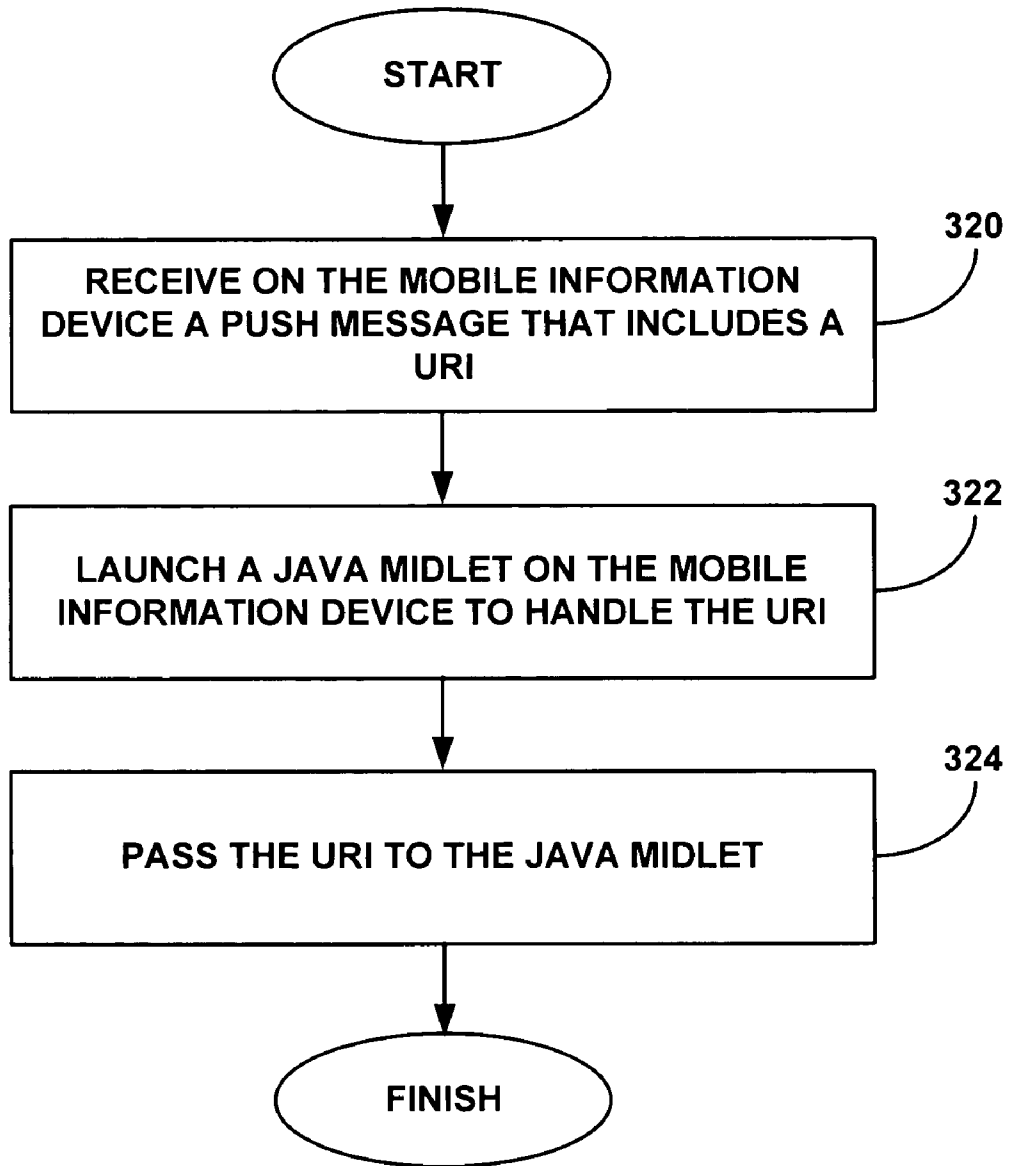 START
320
RECEIVE ON THE MOBILE INFORMATION
DEVICE A PUSH MESSAGE THAT INCLUDES A
URI
322
LAUNCH A JAVA MIDLET ON THE MOBILE
INFORMATION DEVICE TO HANDLE THE URI
324
PASS THE URI TO THE JAVA MIDLET
FINISH